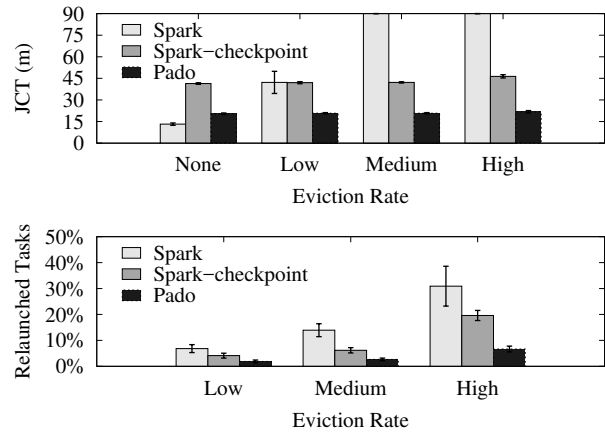 90
75
60
45
30
15
0
JCT (m)
Spark
Spark-checkpoint
Pado
None Low Medium High
Eviction Rate
50%
40%
30%
20%
10%
0%
Relaunched Tasks
Spark
Spark-checkpoint
Pado
Low Medium High
Eviction Rate